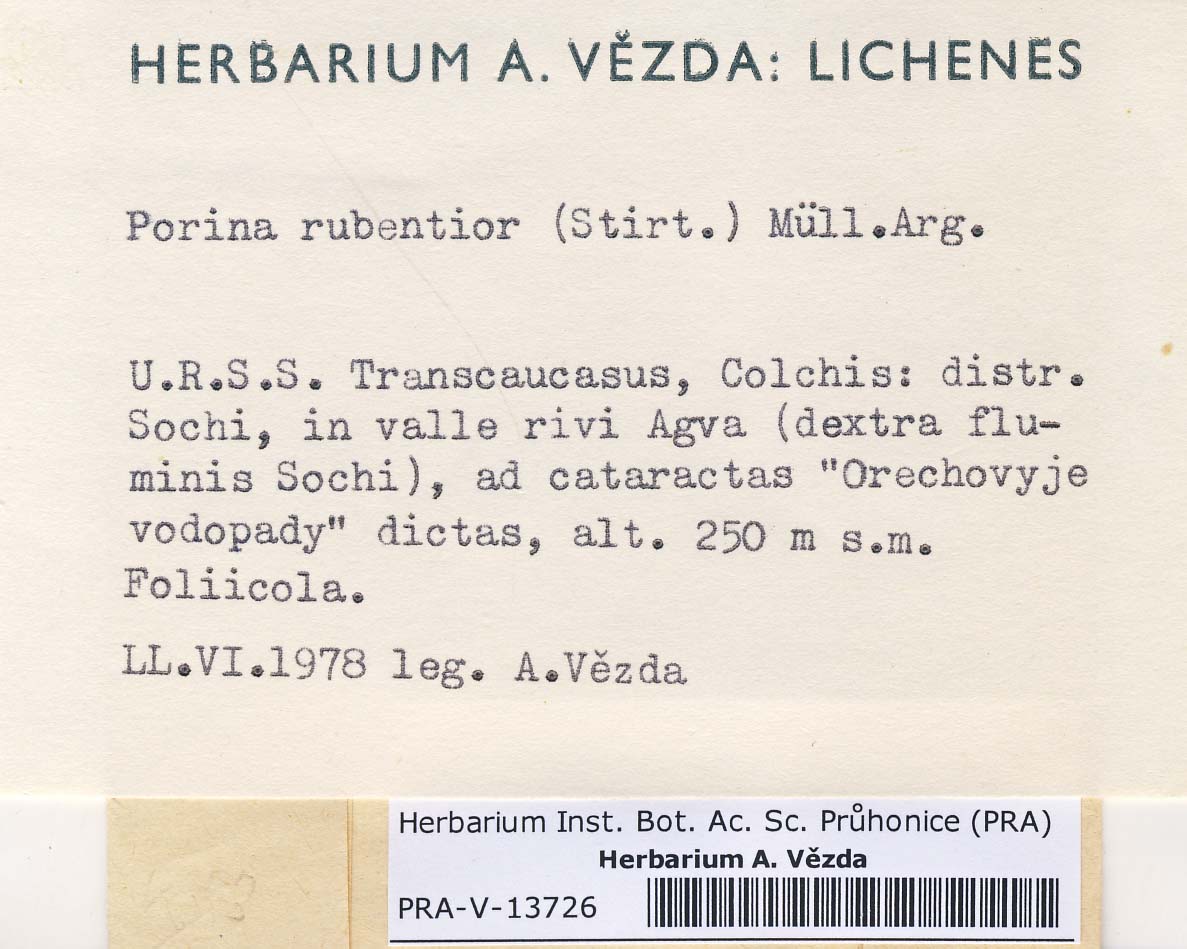 HERBARIUM A. VĚZDA: LICHENES
Porina rubentior (Stirt.) Müll.Arg.
U.R.S.S. Transcaucasus, Colchis: distr.
Sochi, in valle rivi Agva (dextra flu-
minis Sochi), ad cataractas "Orechovyje
vodopady" dictas, alt. 250 m s.m.
Foliicola.
LL.VI.1978 leg. A.Vězda
Herbarium Inst. Bot. Ac. Sc. Průhonice (PRA)
Herbarium A. Vězda
PRA-V-13726